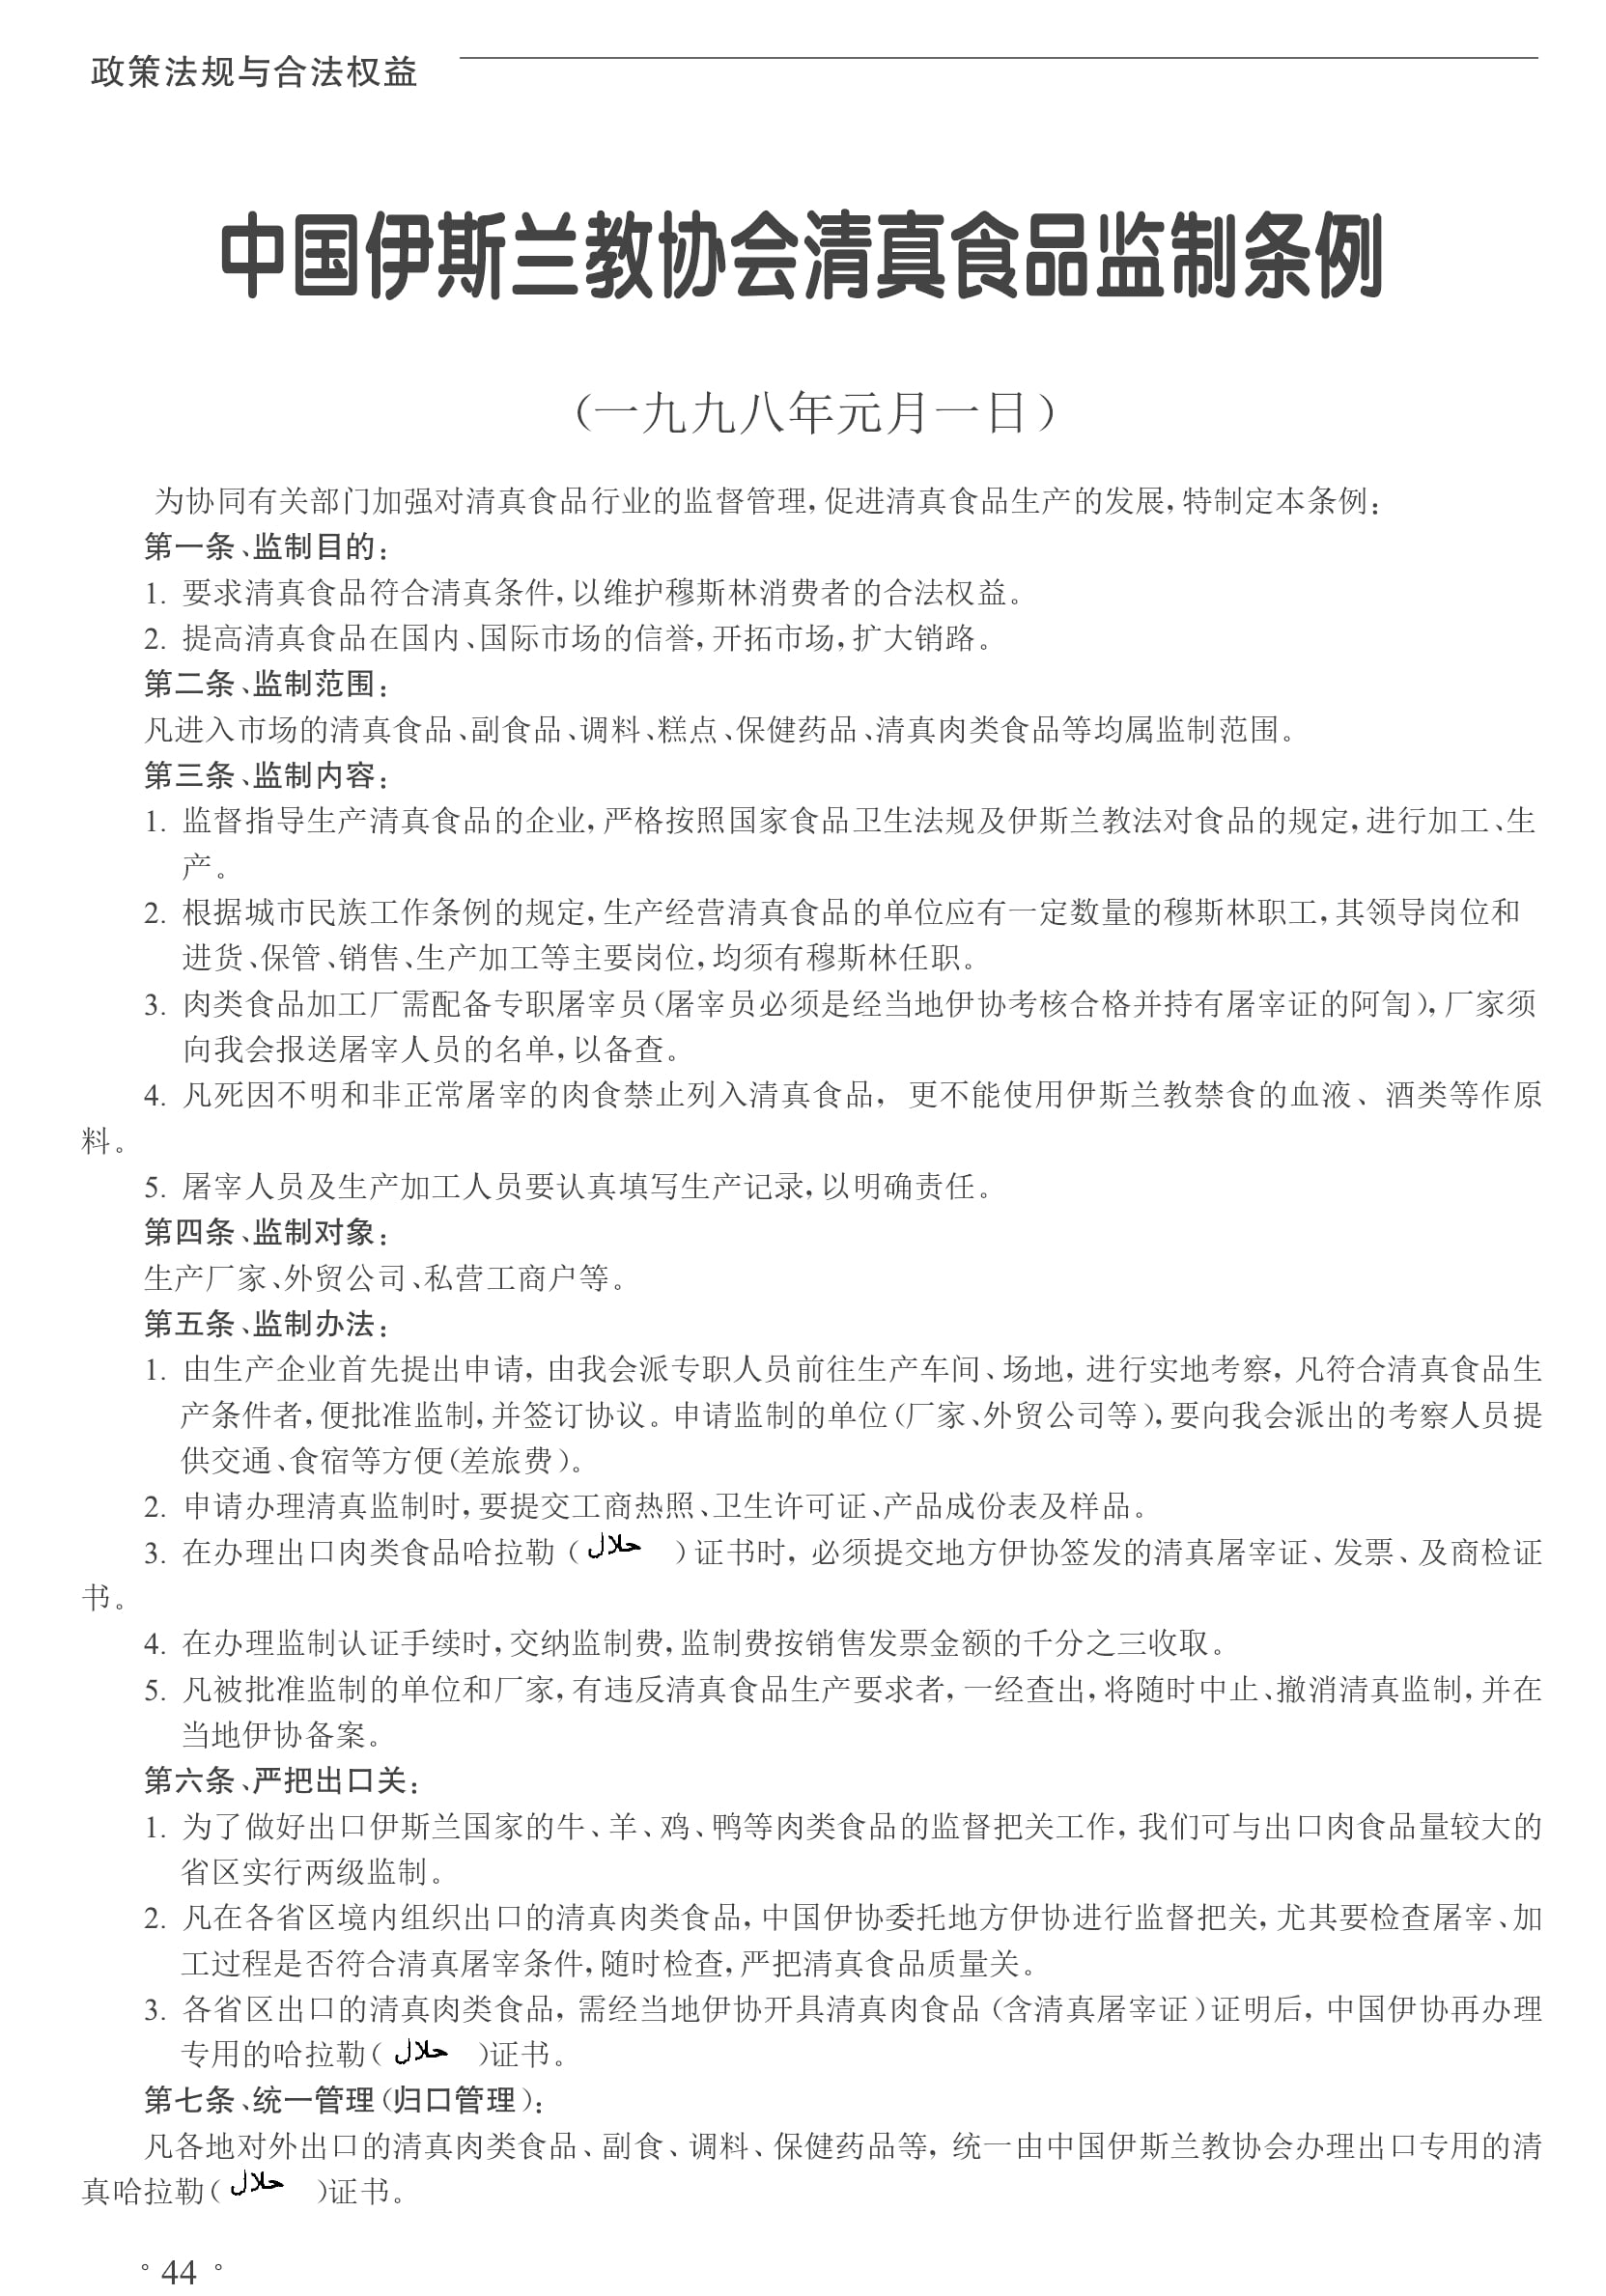 政策法规与合法权益
中国伊斯兰教协会清真食品监制条例
（一九九八年元月一日）
为协同有关部门加强对清真食品行业的监督管理，促进清真食品生产的发展，特制定本条例：
第一条、监制目的：
1. 要求清真食品符合清真条件，以维护穆斯林消费者的合法权益。
2. 提高清真食品在国内、国际市场的信誉，开拓市场，扩大销路。
第二条、监制范围：
凡进入市场的清真食品、副食品、调料、糕点、保健药品、清真肉类食品等均属监制范围。
第三条、监制内容：
1. 监督指导生产清真食品的企业，严格按照国家食品卫生法规及伊斯兰教法对食品的规定，进行加工、生
产。
2. 根据城市民族工作条例的规定，生产经营清真食品的单位应有一定数量的穆斯林职工，其领导岗位和
进货、保管、销售、生产加工等主要岗位，均须有穆斯林任职。
3. 肉类食品加工厂需配备专职屠宰员（屠宰员必须是经当地伊协考核合格并持有屠宰证的阿訇），厂家须
向我会报送屠宰人员的名单，以备查。
4. 凡死因不明和非正常屠宰的肉食禁止列入清真食品，更不能使用伊斯兰教禁食的血液、酒类等作原
料。
5. 屠宰人员及生产加工人员要认真填写生产记录，以明确责任。
第四条、监制对象：
生产厂家、外贸公司、私营工商户等。
第五条、监制办法：
1. 由生产企业首先提出申请，由我会派专职人员前往生产车间、场地，进行实地考察，凡符合清真食品生
产条件者，便批准监制，并签订协议。申请监制的单位（厂家、外贸公司等），要向我会派出的考察人员提
供交通、食宿等方便（差旅费）。
2. 申请办理清真监制时，要提交工商热照、卫生许可证、产品成份表及样品。
3. 在办理出口肉类食品哈拉勒（حلال）证书时，必须提交地方伊协签发的清真屠宰证、发票、及商检证
书。
4. 在办理监制认证手续时，交纳监制费，监制费按销售发票金额的千分之三收取。
5. 凡被批准监制的单位和厂家，有违反清真食品生产要求者，一经查出，将随时中止、撤消清真监制，并在
当地伊协备案。
第六条、严把出口关：
1. 为了做好出口伊斯兰国家的牛、羊、鸡、鸭等肉类食品的监督把关工作，我们可与出口肉食品量较大的
省区实行两级监制。
2. 凡在各省区境内组织出口的清真肉类食品，中国伊协委托地方伊协进行监督把关，尤其要检查屠宰、加
工过程是否符合清真屠宰条件，随时检查，严把清真食品质量关。
3. 各省区出口的清真肉类食品，需经当地伊协开具清真肉食品（含清真屠宰证）证明后，中国伊协再办理
专用的哈拉勒（حلال）证书。
第七条、统一管理（归口管理）：
凡各地对外出口的清真肉类食品、副食、调料、保健药品等，统一由中国伊斯兰教协会办理出口专用的清
真哈拉勒（حلال）证书。
° 44 °